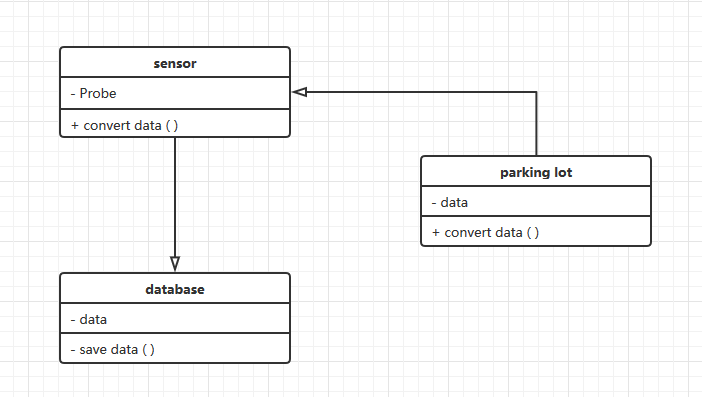 sensor
- Probe
+ convert data ( )
parking lot
- data
+ convert data ( )
database
- data
- save data ( )